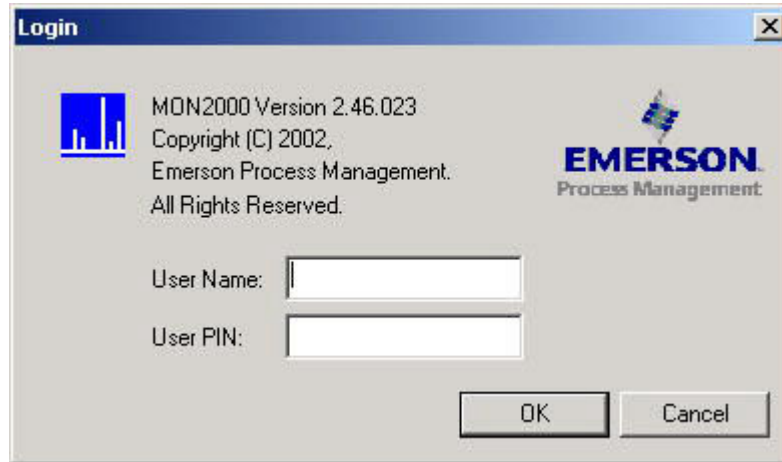 Login
MON2000 Version 2.46.023
Copyright (C) 2002,
Emerson Process Management.
All Rights Reserved.
EMERSON
Process Management
User Name:
User PIN:
OK
Cancel